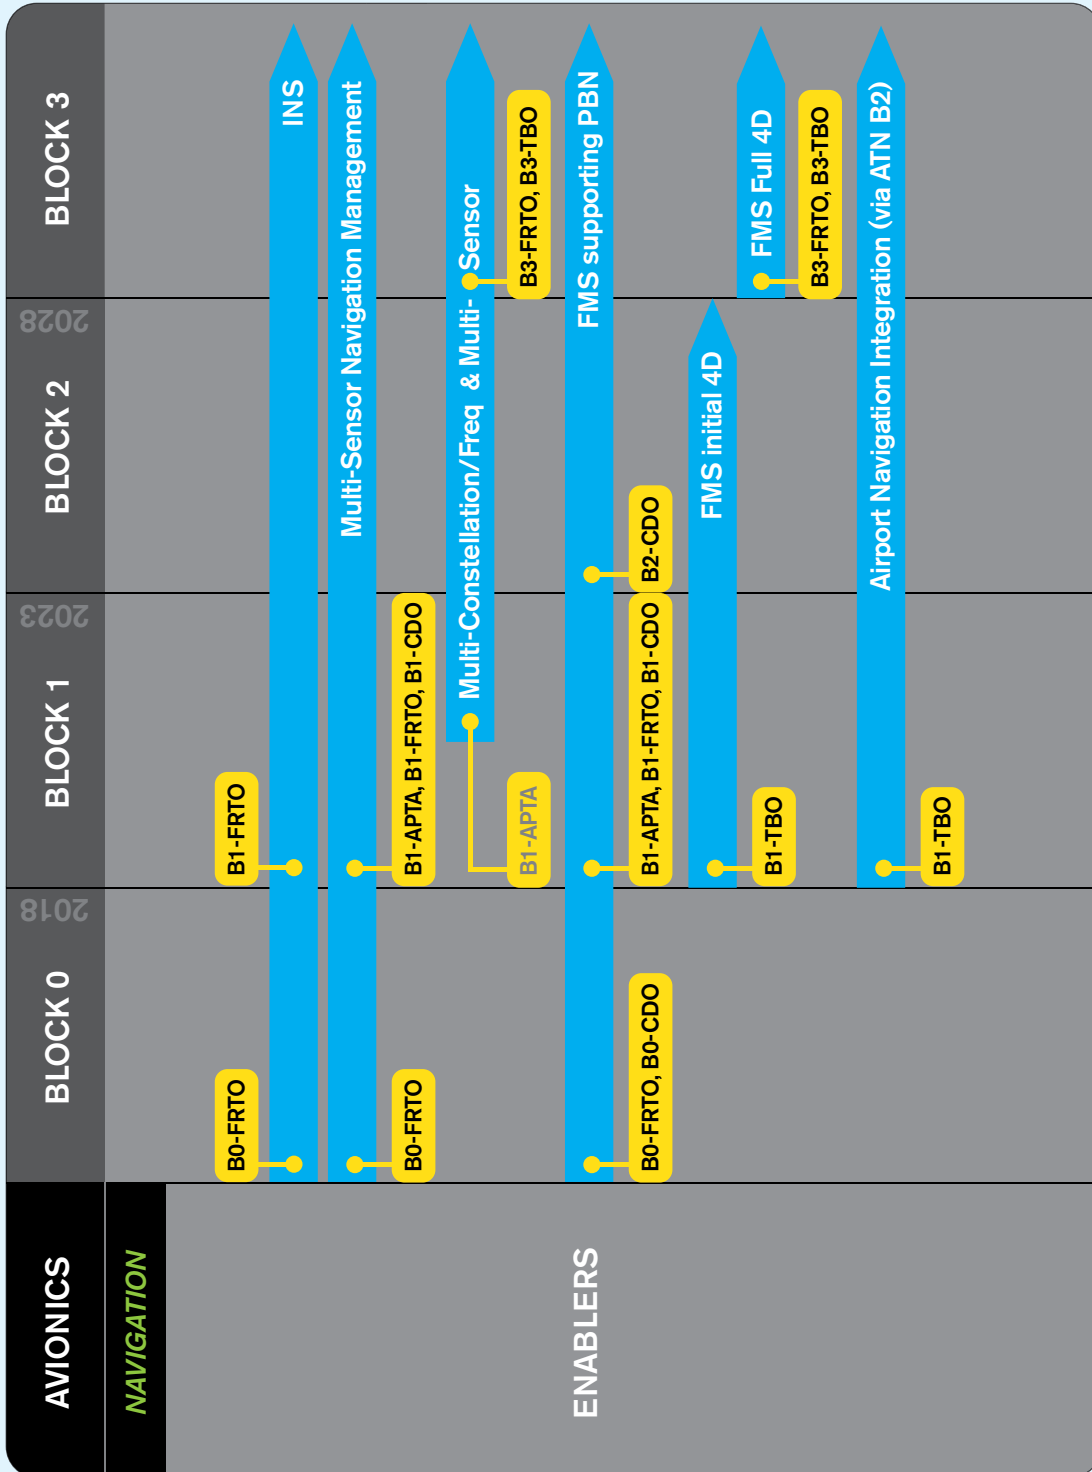 AVIONICS
BLOCK 0
2018
BLOCK 1
2023
BLOCK 2
2028
BLOCK 3
NAVIGATION
ENABLERS
B0-FRTO
B1-FRTO
INS
Multi-Sensor Navigation Management
B0-FRTO
B1-APTA, B1-FRTO, B1-CDO
Multi-Constellation/Freq & Multi- Sensor
B1-APTA
B3-FRTO, B3-TBO
FMS supporting PBN
B0-FRTO, B0-CDO
B1-APTA, B1-FRTO, B1-CDO
B2-CDO
FMS initial 4D
FMS Full 4D
B1-TBO
B3-FRTO, B3-TBO
Airport Navigation Integration (via ATN B2)
B1-TBO